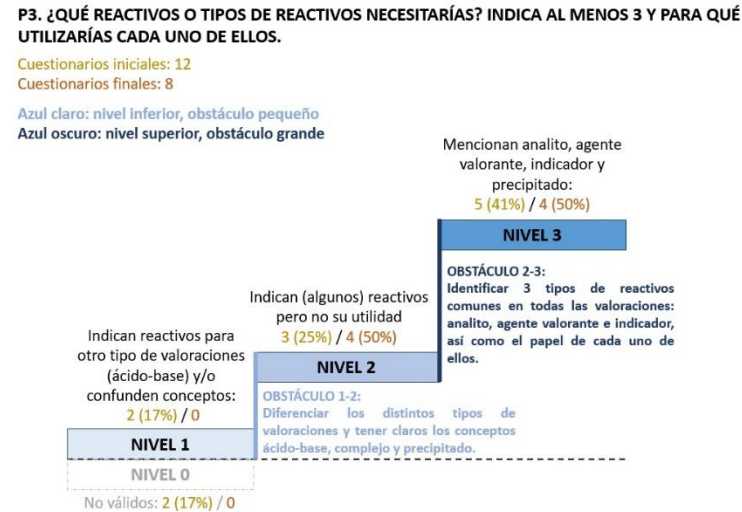 P3. ¿QUÉ REACTIVOS O TIPOS DE REACTIVOS NECESITARÍAS? INDICA AL MENOS 3 Y PARA QUÉ
UTILIZARÍAS CADA UNO DE ELLOS.
Cuestionarios iniciales: 12
Cuestionarios finales: 8
Azul claro: nivel inferior, obstáculo pequeño
Azul oscuro: nivel superior, obstáculo grande
Mencionan analito, agente
valorante, indicador y
precipitado:
5 (41%) / 4 (50%)
NIVEL 3
OBSTÁCULO 2-3:
Identificar 3 tipos de reactivos
comunes en todas las valoraciones:
analito, agente valorante e indicador,
así como el papel de cada uno de
ellos.
Indican (algunos) reactivos
pero no su utilidad
3 (25%) / 4 (50%)
NIVEL 2
OBSTÁCULO 1-2:
Diferenciar los distintos tipos de
valoraciones y tener claros los conceptos
ácido-base, complejo y precipitado.
Indican reactivos para
otro tipo de valoraciones
(ácido-base) y/o
confunden conceptos:
2 (17%) / 0
NIVEL 1
NIVEL 0
No válidos: 2 (17%) / 0